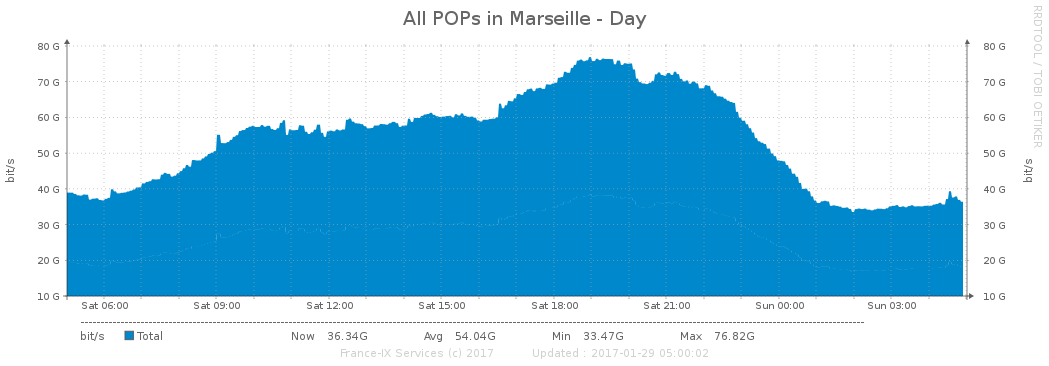 All POPs in Marseille - Day
RRDTOOL / TOBI OETIKER
80 G 80 G
70 G 70 G
60 G 60 G
50 G 50 G
40 G 40 G
30 G 30 G
20 G 20 G
10 G 10 G
bit/s bit/s
Sat 06:00 Sat 09:00 Sat 12:00 Sat 15:00 Sat 18:00 Sat 21:00 Sun 00:00 Sun 03:00
bit/s Total Now 36.34G Avg 54.04G Min 33.47G Max 76.82G
France-IX Services (c) 2017 Updated : 2017-01-29 05:00:02